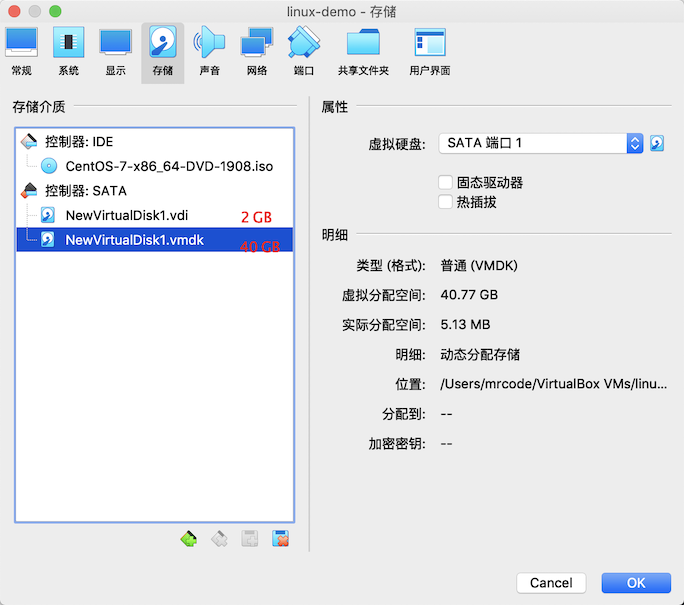 linux-demo - 存储
常规 系统 显示 存储 声音 网络 端口 共享文件夹 用户界面
存储介质
控制器: IDE
CentOS-7-x86_64-DVD-1908.iso
控制器: SATA
NewVirtualDisk1.vdi 2 GB
NewVirtualDisk1.vmdk 40 GB
属性
虚拟硬盘: SATA 端口 1
固态驱动器
热插拔
明细
类型 (格式): 普通 (VMDK)
虚拟分配空间: 40.77 GB
实际分配空间: 5.13 MB
明细: 动态分配存储
位置: /Users/mrcode/VirtualBox VMs/linu...
分配到: --
加密密钥: --
Cancel OK